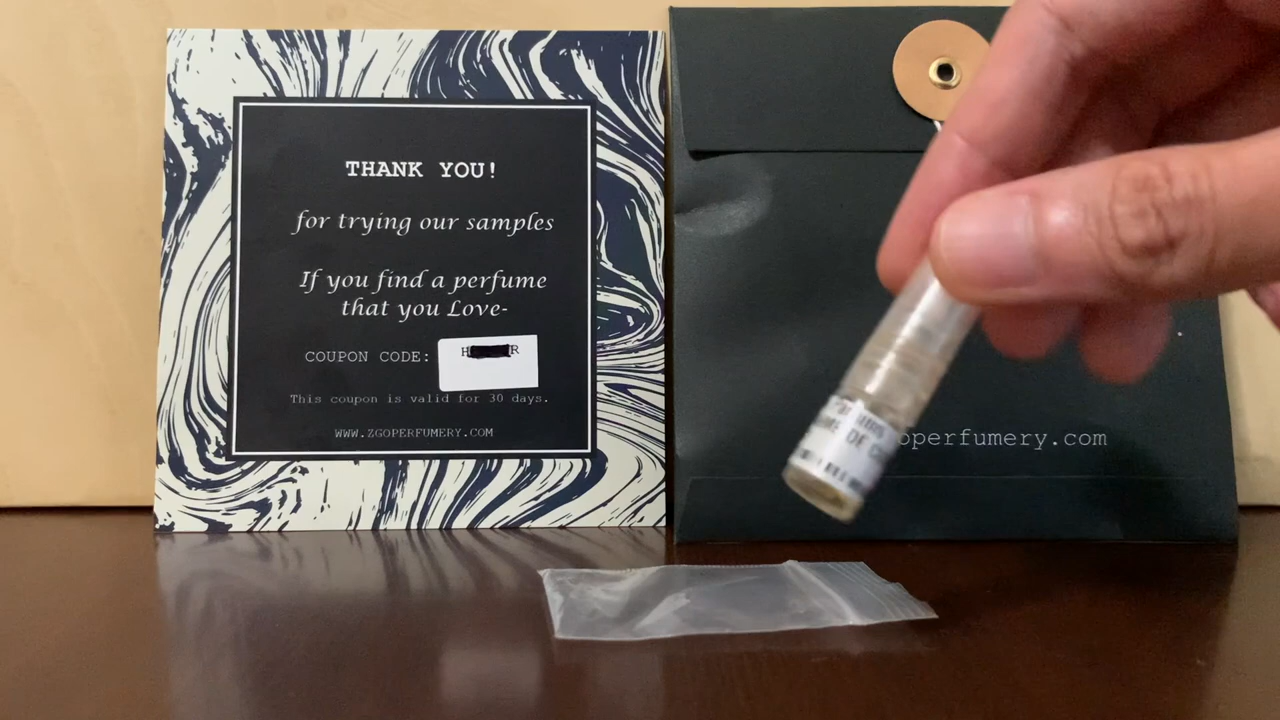 THANK YOU!
for trying our samples
If you find a perfume
that you Love-
COUPON CODE: H R
This coupon is valid for 30 days.
WWW.ZGOPERFUMERY.COM
operfumery.com
DE